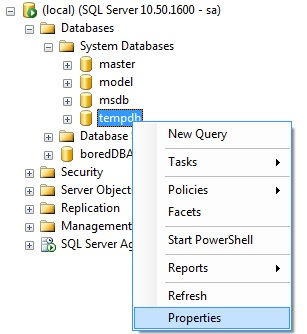 (local) (SQL Server 10.50.1600 - sa)
Databases
System Databases
master
model
msdb
tempdb
Database
boredDBA
Security
Server Object
Replication
Management
SQL Server Ag
New Query
Tasks
Policies
Facets
Start PowerShell
Reports
Refresh
Properties